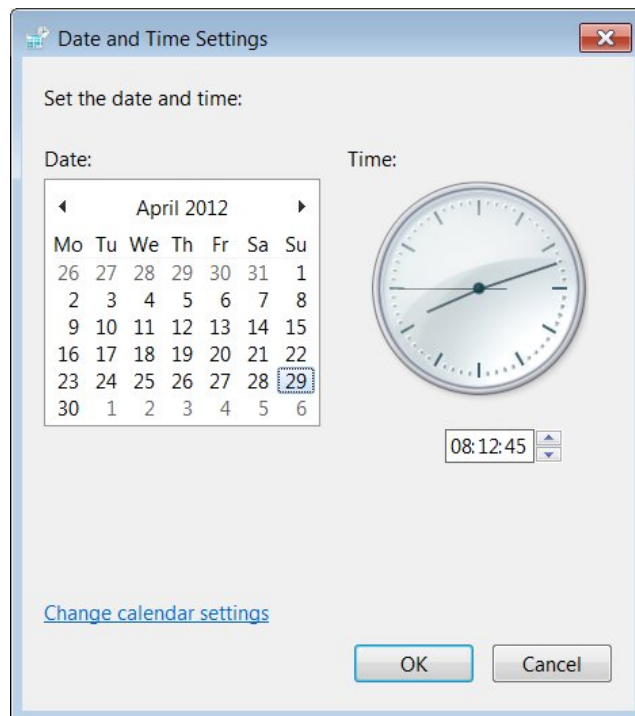 Date and Time Settings
Set the date and time:
Date:
April 2012
Mo Tu We Th Fr Sa Su
26 27 28 29 30 31 1
2 3 4 5 6 7 8
9 10 11 12 13 14 15
16 17 18 19 20 21 22
23 24 25 26 27 28 29
30 1 2 3 4 5 6
Time:
08:12:45
Change calendar settings
OK Cancel